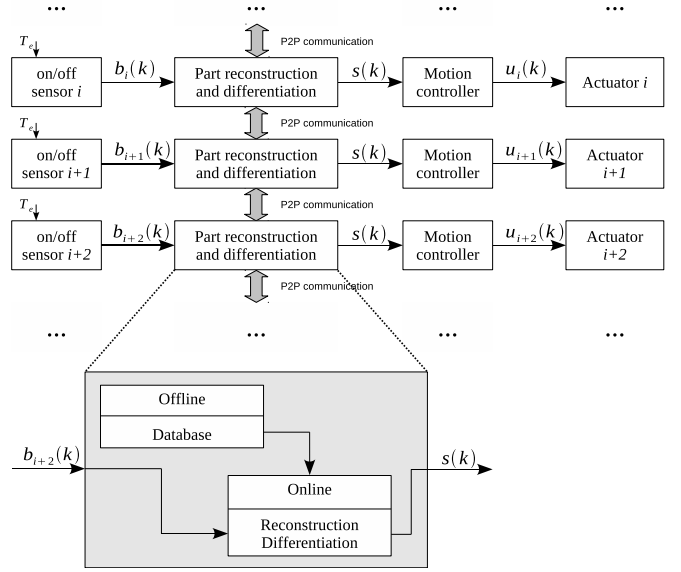 ... ... ... ...
P2P communication
T_e
on/off
sensor i
b_i(k)
Part reconstruction
and differentiation
s(k)
Motion
controller
u_i(k)
Actuator i
P2P communication
T_e
on/off
sensor i+1
b_{i+1}(k)
Part reconstruction
and differentiation
s(k)
Motion
controller
u_{i+1}(k)
Actuator
i+1
P2P communication
T_e
on/off
sensor i+2
b_{i+2}(k)
Part reconstruction
and differentiation
s(k)
Motion
controller
u_{i+2}(k)
Actuator
i+2
P2P communication
... ... ... ...
Offline
Database
b_{i+2}(k)
s(k)
Online
Reconstruction
Differentiation